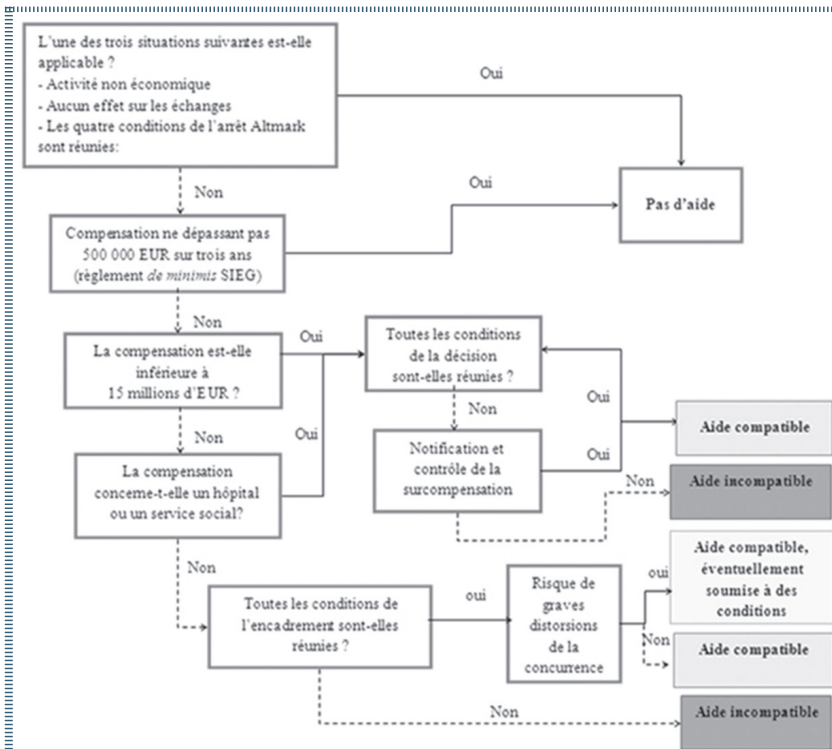 L'une des trois situations suivantes est-elle
applicable ?
- Activité non économique
- Aucun effet sur les échanges
- Les quatre conditions de l'arrêt Altmark
sont réunies:
Oui
Non
Oui
Pas d'aide
Compensation ne dépassant pas
500 000 EUR sur trois ans
(règlement de minimis SIEG)
Non
La compensation est-elle
inférieure à
15 millions d'EUR ?
Oui
Toutes les conditions
de la décision
sont-elles réunies ?
Non
Non
Oui
Oui
Aide compatible
La compensation
concerne-t-elle un hôpital
ou un service social?
Notification et
contrôle de la
surcompensation
Oui
Non
Aide incompatible
Non
Aide compatible,
éventuellement
soumise à des
conditions
Toutes les conditions de
l'encadrement sont-elles
réunies ?
oui
Risque de
graves
distorsions
de la
concurrence
oui
Non
Aide compatible
Non
Aide incompatible